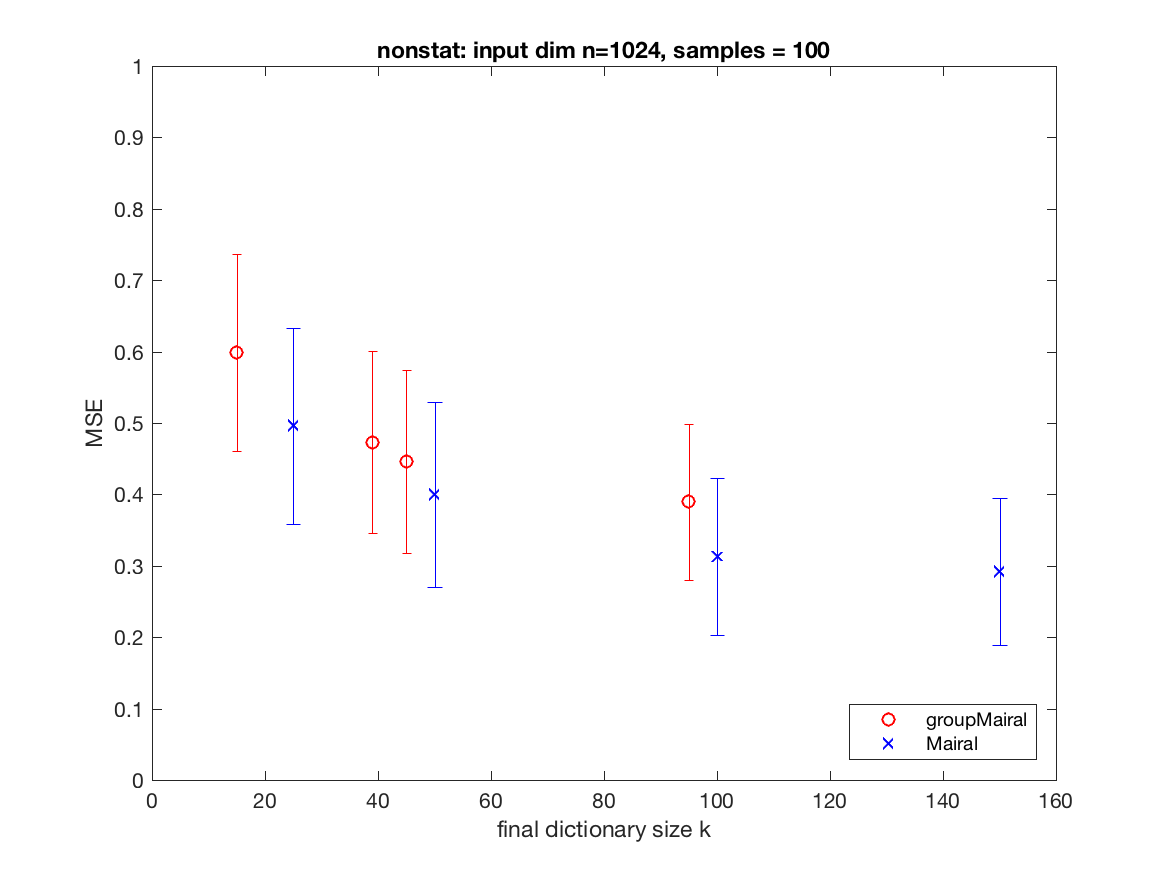 nonstat: input dim n=1024, samples = 100
1
0.9
0.8
0.7
0.6
0.5
0.4
0.3
0.2
0.1
0
MSE
groupMairal
Mairal
0 20 40 60 80 100 120 140 160
final dictionary size k